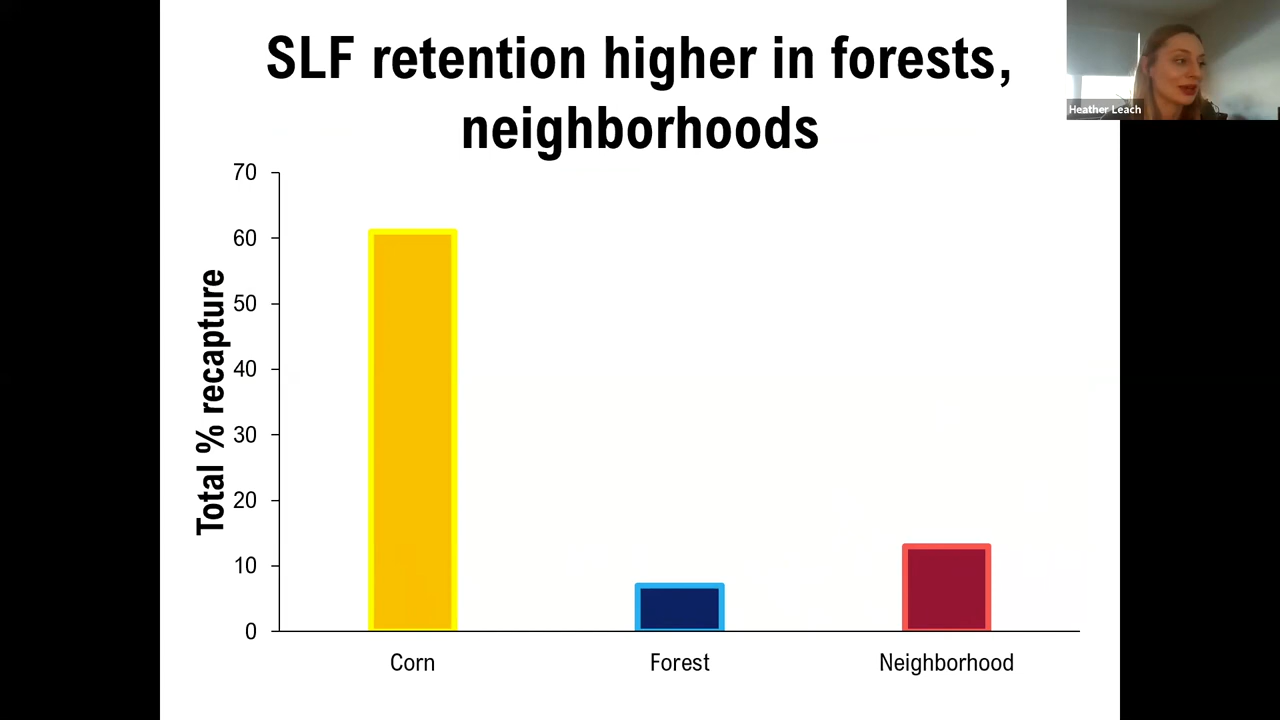 SLF retention higher in forests,
neighborhoods
Heather Leach
Total % recapture
70
60
50
40
30
20
10
0
Corn
Forest
Neighborhood